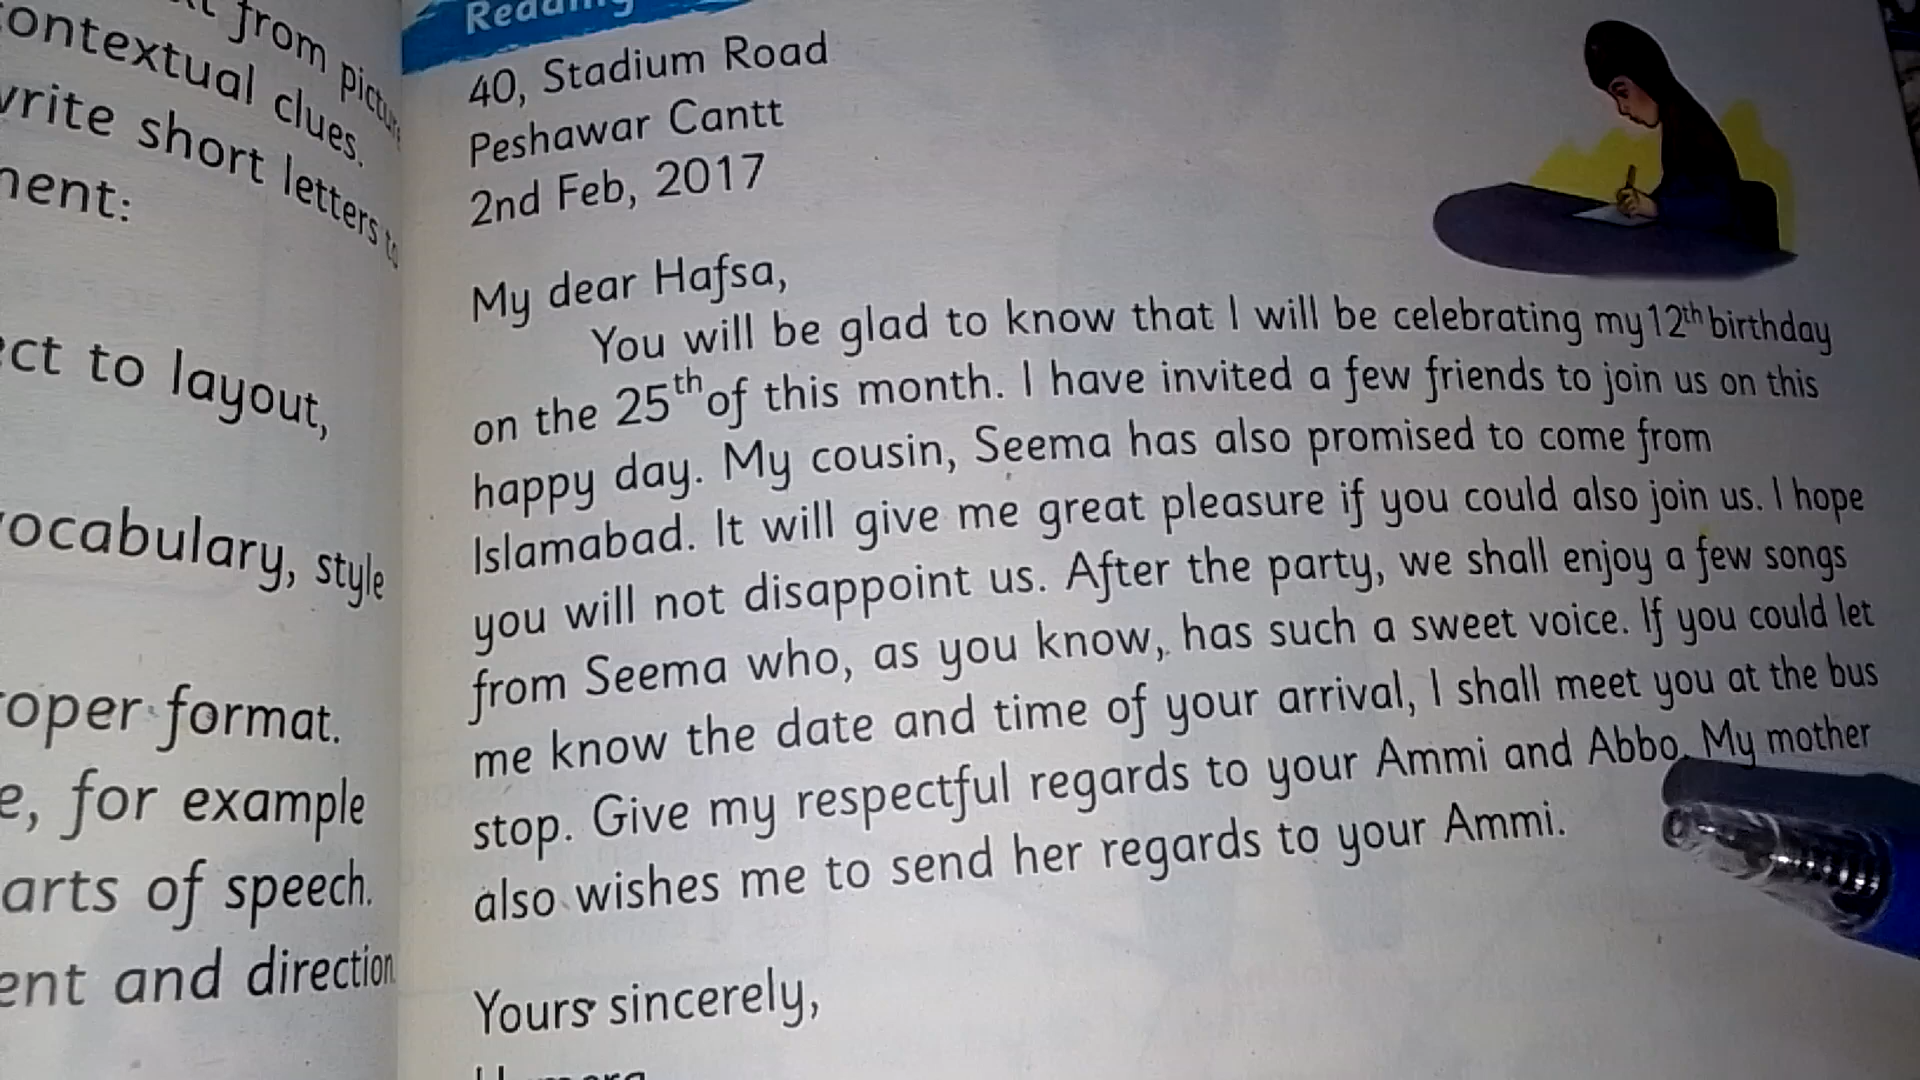 from
contextual clues.
write short letters to
ment:
ect to layout,
vocabulary, style
roper format.
e, for example
arts of speech.
ent and direction
Reading
40, Stadium Road
Peshawar Cantt
2nd Feb, 2017
My dear Hafsa,
You will be glad to know that I will be celebrating my 12th birthday
on the 25th of this month. I have invited a few friends to join us on this
happy day. My cousin, Seema has also promised to come from
Islamabad. It will give me great pleasure if you could also join us. I hope
you will not disappoint us. After the party, we shall enjoy a few songs
from Seema who, as you know, has such a sweet voice. If you could let
me know the date and time of your arrival, I shall meet you at the bus
stop. Give my respectful regards to your Ammi and Abbo. My mother
also wishes me to send her regards to your Ammi.
Yours sincerely,